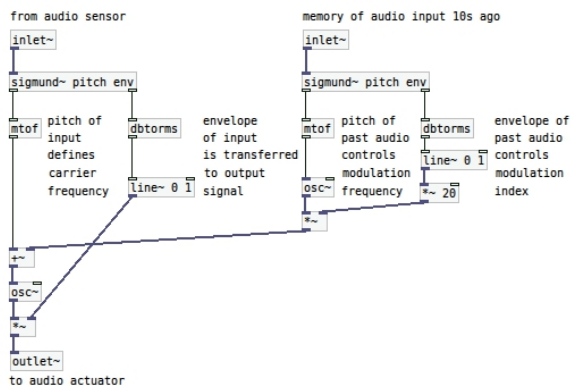 from audio sensor
memory of audio input 10s ago
inlet~
inlet~
sigmund~ pitch env
sigmund~ pitch env
mtof
pitch of
input
defines
carrier
frequency
dbtorms
envelope
of input
is transferred
to output
signal
line~ 0 1
mtof
pitch of
past audio
controls
modulation
frequency
dbtorms
line~ 0 1
*~ 20
envelope of
past audio
controls
modulation
index
osc~
*~
+~
osc~
*~
outlet~
to audio actuator